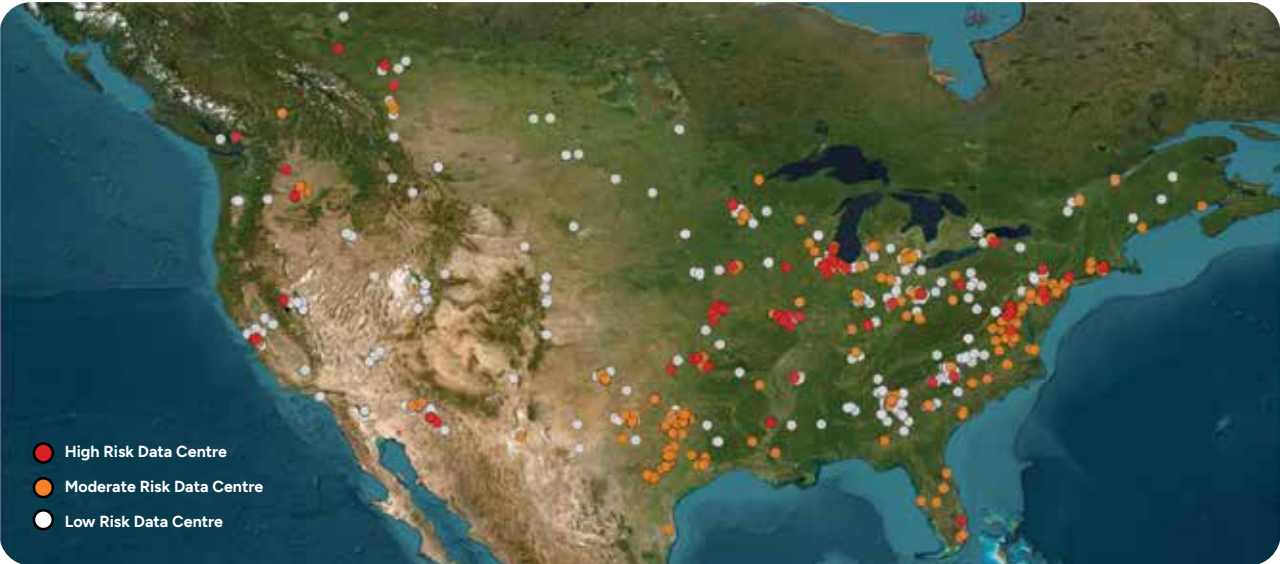 High Risk Data Centre
Moderate Risk Data Centre
Low Risk Data Centre